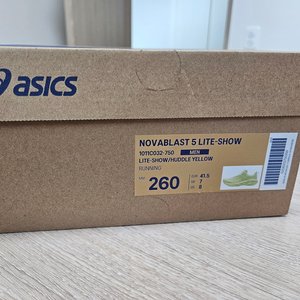 asics
NOVABLAST 5 LITE-SHOW
1011C032-750 MEN
LITE-SHOW/HUDDLE YELLOW
RUNNING
260
EUR 41.5
UK 7
US 8